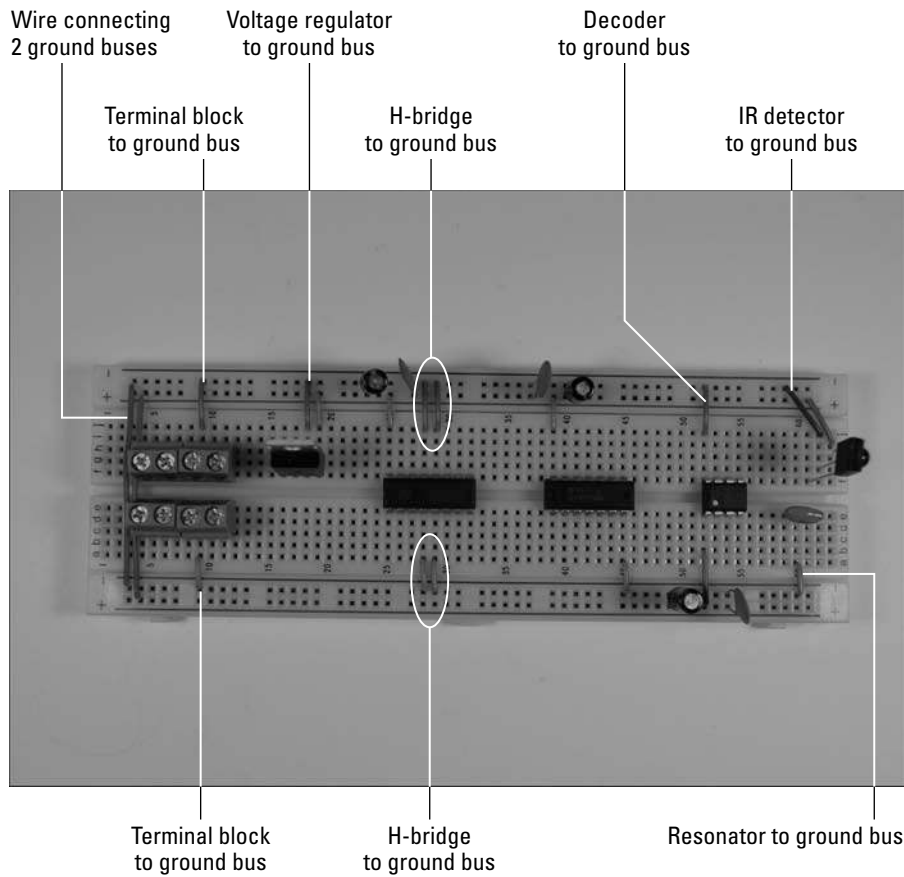 Wire connecting
2 ground buses
Voltage regulator
to ground bus
Decoder
to ground bus
Terminal block
to ground bus
H-bridge
to ground bus
IR detector
to ground bus
Terminal block
to ground bus
H-bridge
to ground bus
Resonator to ground bus